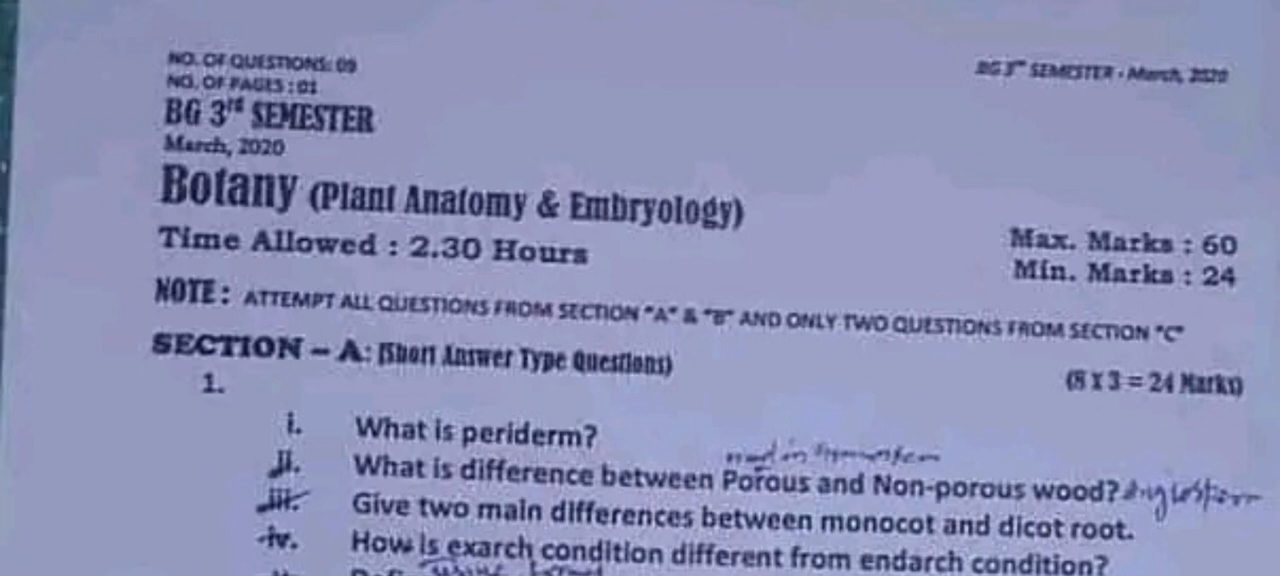 NO. OF QUESTIONS: 09
BG 3rd SEMESTER - March, 2020
NO. OF PAGES : 01
BG 3rd SEMESTER
March, 2020
Botany (Plant Anatomy & Embryology)
Time Allowed : 2.30 Hours
Max. Marks : 60
Min. Marks : 24
NOTE : ATTEMPT ALL QUESTIONS FROM SECTION "A" & "B" AND ONLY TWO QUESTIONS FROM SECTION "C"
SECTION – A: (Short Answer Type Questions)
(8 x 3 = 24 Marks)
1.
i. What is periderm?
ii. What is difference between Porous and Non-porous wood?
iii. Give two main differences between monocot and dicot root.
iv. How is exarch condition different from endarch condition?